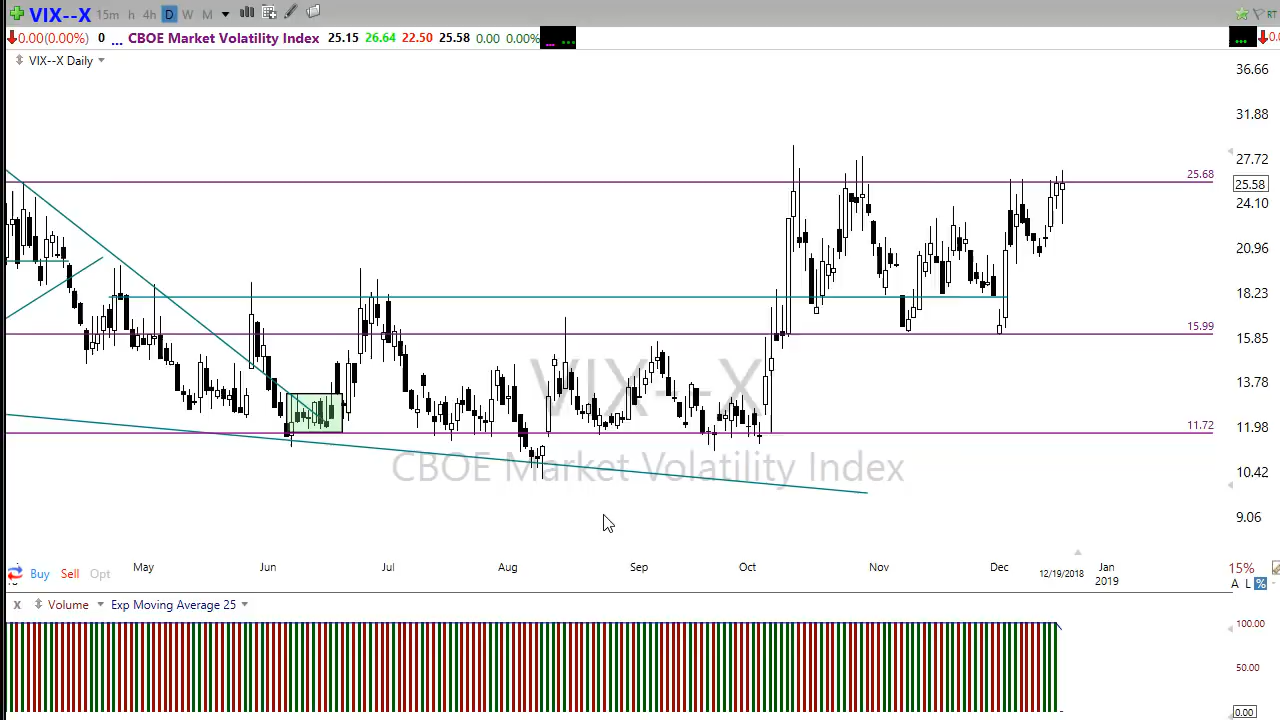 VIX--X 15m h 4h D W M RT
0.00(0.00%) 0 ... CBOE Market Volatility Index 25.15 26.64 22.50 25.58 0.00 0.00% ... ... ... 0.0
VIX--X Daily
36.66
31.88
27.72
25.68
25.58
24.10
20.96
18.23
15.99
15.85
VIX--X
13.78
11.72
11.98
CBOE Market Volatility Index
10.42
9.06
May Jun Jul Aug Sep Oct Nov Dec 12/19/2018 Jan
2019
Buy Sell Opt 15%
A L %
X Volume Exp Moving Average 25
100.00
50.00
0.00